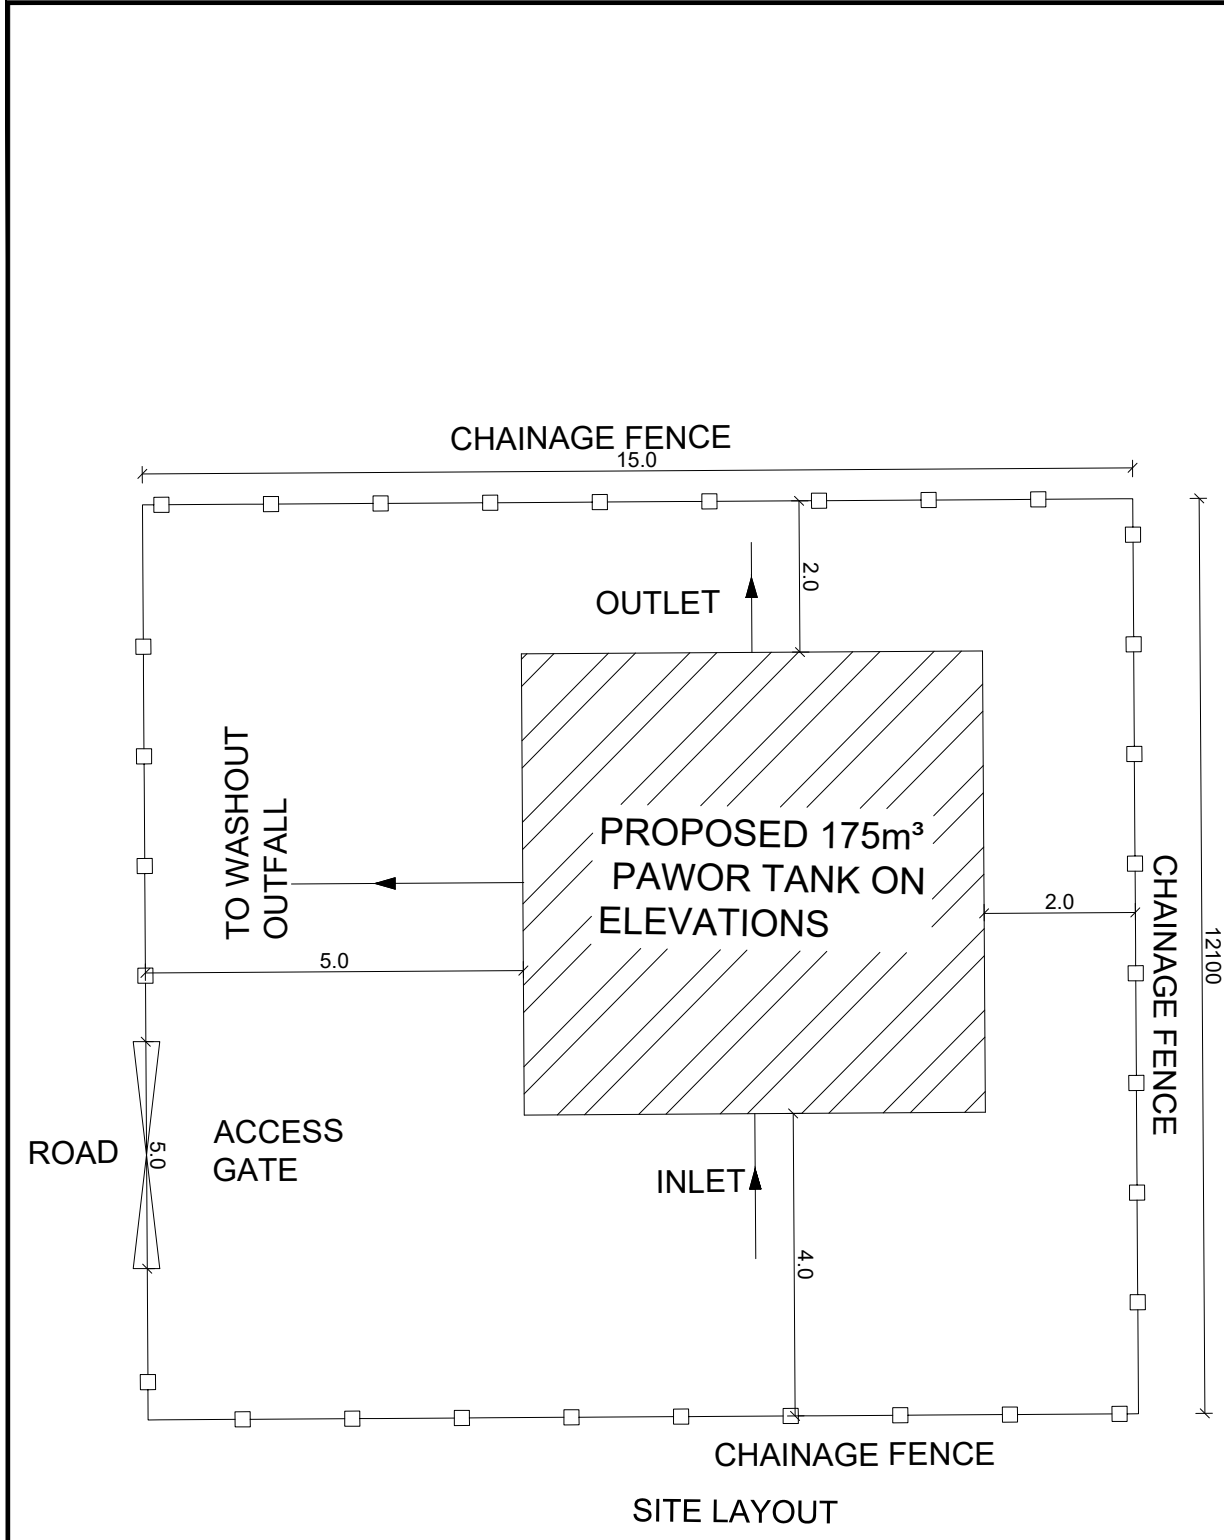 CHAINAGE FENCE
15.0
2.0
OUTLET
TO WASHOUT
OUTFALL
PROPOSED 175m³
PAWOR TANK ON
ELEVATIONS
2.0
CHAINAGE FENCE
12100
5.0
ROAD
5.0
ACCESS
GATE
INLET
4.0
CHAINAGE FENCE
SITE LAYOUT